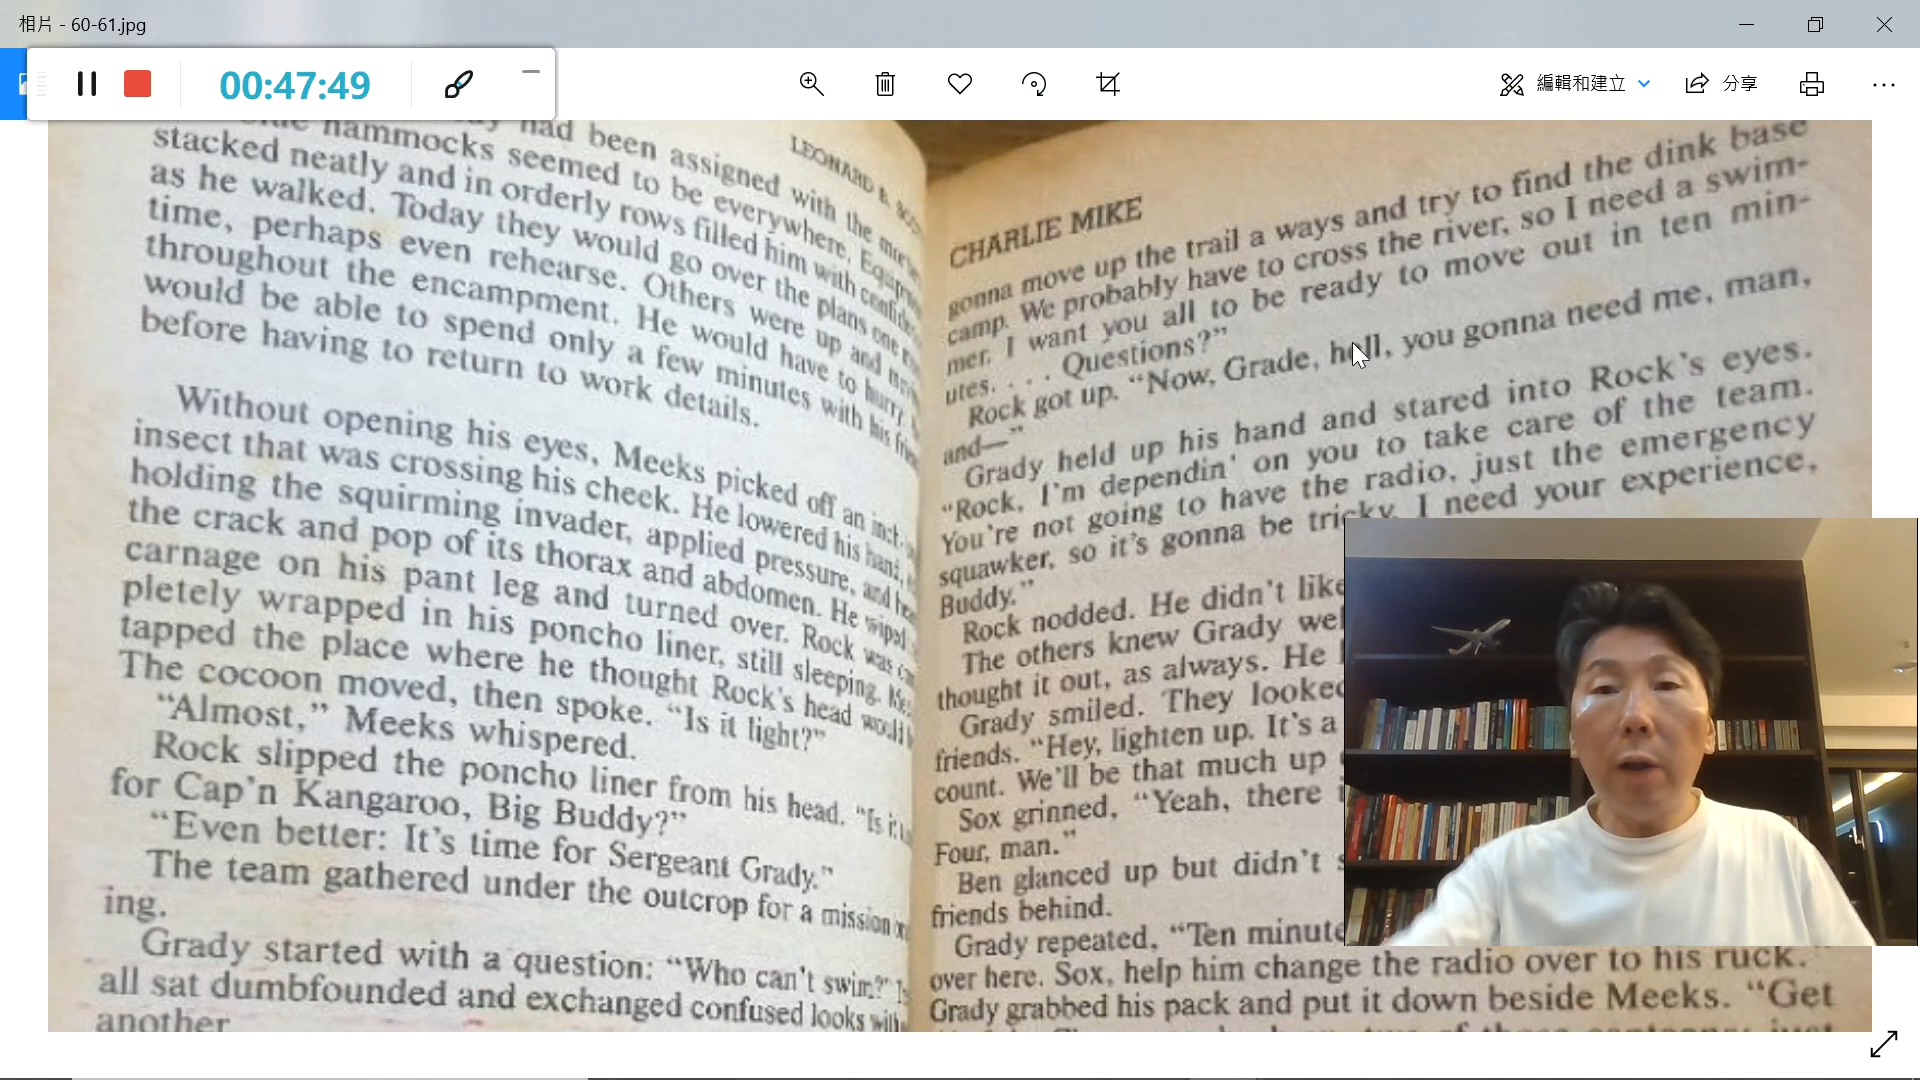 相片 - 60-61.jpg
00:47:49
編輯和建立
分享
LEONARD B.
had been assigned with the
hammocks seemed to be everywhere.
stacked neatly and in orderly rows filled him with
as he walked. Today they would go over the plans one
time, perhaps even rehearse. Others were up and
throughout the encampment. He would have to hurry.
would be able to spend only a few minutes with his
before having to return to work details.
Without opening his eyes, Meeks picked off an
insect that was crossing his cheek. He lowered his hand,
holding the squirming invader, applied pressure, and
the crack and pop of its thorax and abdomen. He wiped
carnage on his pant leg and turned over. Rock was
pletely wrapped in his poncho liner, still sleeping.
tapped the place where he thought Rock's head would
The cocoon moved, then spoke. “Is it light?”
“Almost,” Meeks whispered.
Rock slipped the poncho liner from his head. “Is it
for Cap'n Kangaroo, Big Buddy?”
“Even better: It's time for Sergeant Grady.”
The team gathered under the outcrop for a mission
ing.
Grady started with a question: “Who can't swim?”
all sat dumbfounded and exchanged confused looks with
another
CHARLIE MIKE
gonna move up the trail a ways and try to find the dink base
camp. We probably have to cross the river, so I need a swim-
mer. I want you all to be ready to move out in ten min-
utes. . . . Questions?”
Rock got up. “Now, Grade, hell, you gonna need me, man,
and—”
Grady held up his hand and stared into Rock's eyes.
“Rock, I'm dependin' on you to take care of the team.
You're not going to have the radio, just the emergency
squawker, so it's gonna be tricky. I need your experience,
Buddy.”
Rock nodded. He didn't like
The others knew Grady
thought it out, as always. He
Grady smiled. They looked
friends. “Hey, lighten up. It's a
count. We'll be that much up
Sox grinned, “Yeah, there
Four, man.”
Ben glanced up but didn't
friends behind.
Grady repeated, “Ten
over here. Sox, help him change the radio over to his ruck.”
Grady grabbed his pack and put it down beside Meeks. “Get